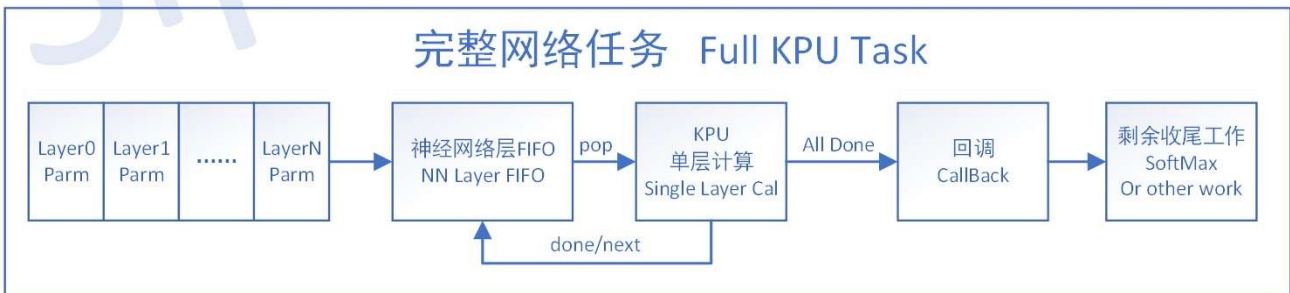 完整网络任务 Full KPU Task
Layer0
Parm
Layer1
Parm
......
LayerN
Parm
神经网络层FIFO
NN Layer FIFO
pop
KPU
单层计算
Single Layer Cal
All Done
回调
CallBack
剩余收尾工作
SoftMax
Or other work
done/next